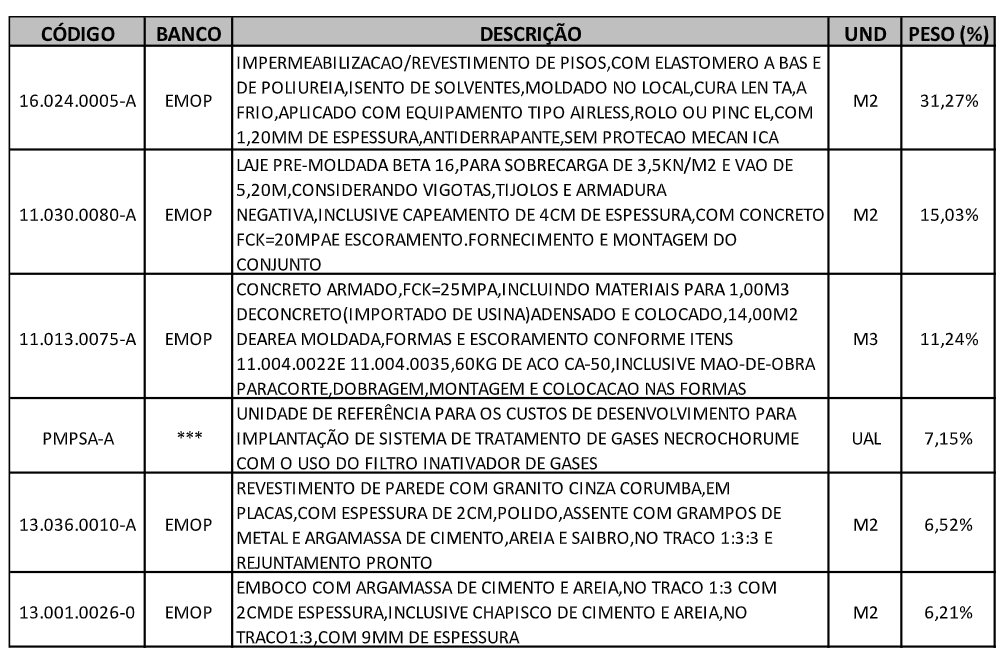 CÓDIGO BANCO DESCRIÇÃO UND PESO (%)
IMPERMEABILIZACAO/REVESTIMENTO DE PISOS,COM ELASTOMERO A BAS E
DE POLIUREIA,ISENTO DE SOLVENTES,MOLDADO NO LOCAL,CURA LEN TA,A
16.024.0005-A EMOP M2 31,27%
FRIO,APLICADO COM EQUIPAMENTO TIPO AIRLESS,ROLO OU PINC EL,COM
1,20MM DE ESPESSURA,ANTIDERRAPANTE,SEM PROTECAO MECAN ICA
LAJE PRE-MOLDADA BETA 16,PARA SOBRECARGA DE 3,5KN/M2 E VAO DE
5,20M,CONSIDERANDO VIGOTAS,TIJOLOS E ARMADURA
11.030.0080-A EMOP NEGATIVA,INCLUSIVE CAPEAMENTO DE 4CM DE ESPESSURA,COM CONCRETO M2 15,03%
FCK=20MPAE ESCORAMENTO.FORNECIMENTO E MONTAGEM DO
CONJUNTO
CONCRETO ARMADO,FCK=25MPA,INCLUINDO MATERIAIS PARA 1,00M3
DECONCRETO(IMPORTADO DE USINA)ADENSADO E COLOCADO,14,00M2
11.013.0075-A EMOP DEAREA MOLDADA,FORMAS E ESCORAMENTO CONFORME ITENS M3 11,24%
11.004.0022E 11.004.0035,60KG DE ACO CA-50,INCLUSIVE MAO-DE-OBRA
PARACORTE,DOBRAGEM,MONTAGEM E COLOCACAO NAS FORMAS
UNIDADE DE REFERÊNCIA PARA OS CUSTOS DE DESENVOLVIMENTO PARA
PMPSA-A *** IMPLANTAÇÃO DE SISTEMA DE TRATAMENTO DE GASES NECROCHORUME UAL 7,15%
COM O USO DO FILTRO INATIVADOR DE GASES
REVESTIMENTO DE PAREDE COM GRANITO CINZA CORUMBA,EM
PLACAS,COM ESPESSURA DE 2CM,POLIDO,ASSENTE COM GRAMPOS DE
13.036.0010-A EMOP M2 6,52%
METAL E ARGAMASSA DE CIMENTO,AREIA E SAIBRO,NO TRACO 1:3:3 E
REJUNTAMENTO PRONTO
EMBOCO COM ARGAMASSA DE CIMENTO E AREIA,NO TRACO 1:3 COM
13.001.0026-0 EMOP 2CMDE ESPESSURA,INCLUSIVE CHAPISCO DE CIMENTO E AREIA,NO M2 6,21%
TRACO1:3,COM 9MM DE ESPESSURA